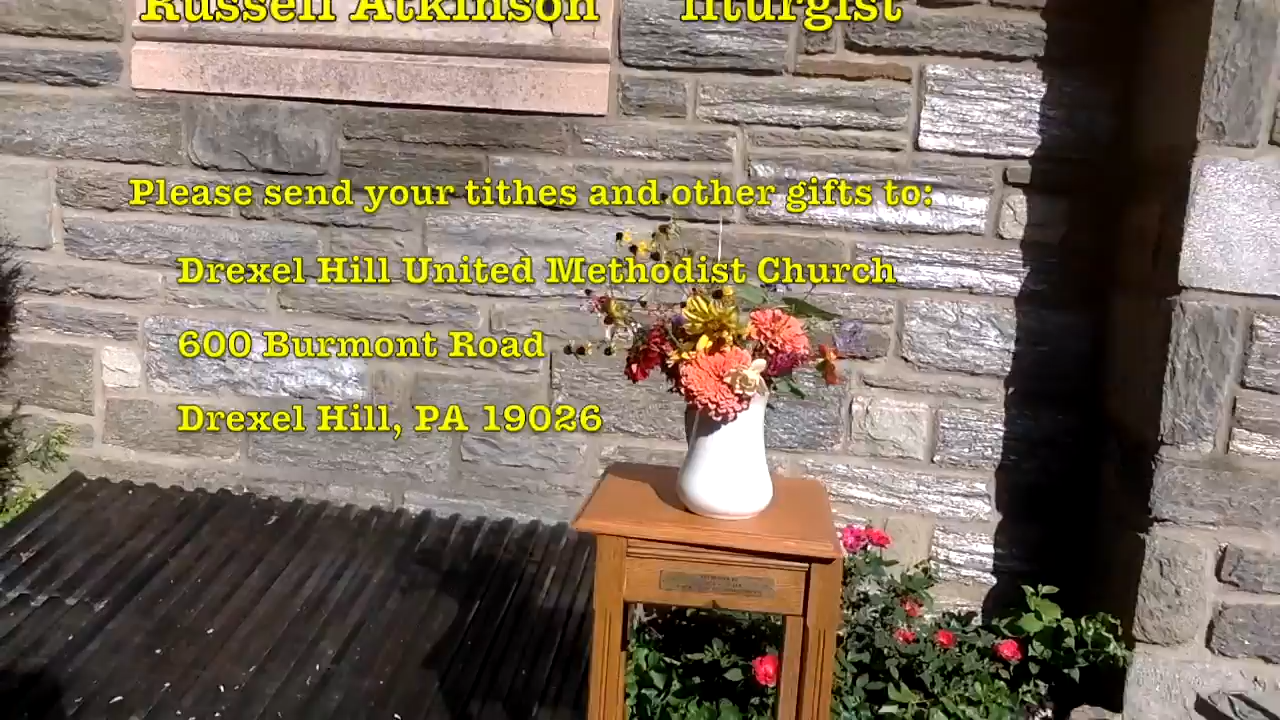 Russell Atkinson liturgist
Please send your tithes and other gifts to:
Drexel Hill United Methodist Church
600 Burmont Road
Drexel Hill, PA 19026